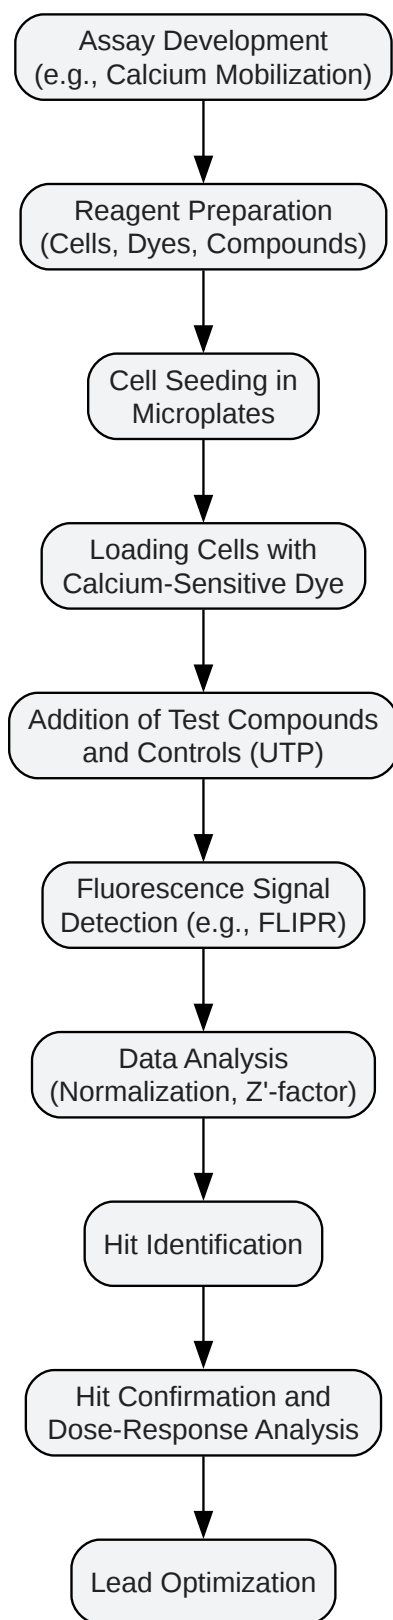 Assay Development
(e.g., Calcium Mobilization)
Reagent Preparation
(Cells, Dyes, Compounds)
Cell Seeding in
Microplates
Loading Cells with
Calcium-Sensitive Dye
Addition of Test Compounds
and Controls (UTP)
Fluorescence Signal
Detection (e.g., FLIPR)
Data Analysis
(Normalization, Z'-factor)
Hit Identification
Hit Confirmation and
Dose-Response Analysis
Lead Optimization